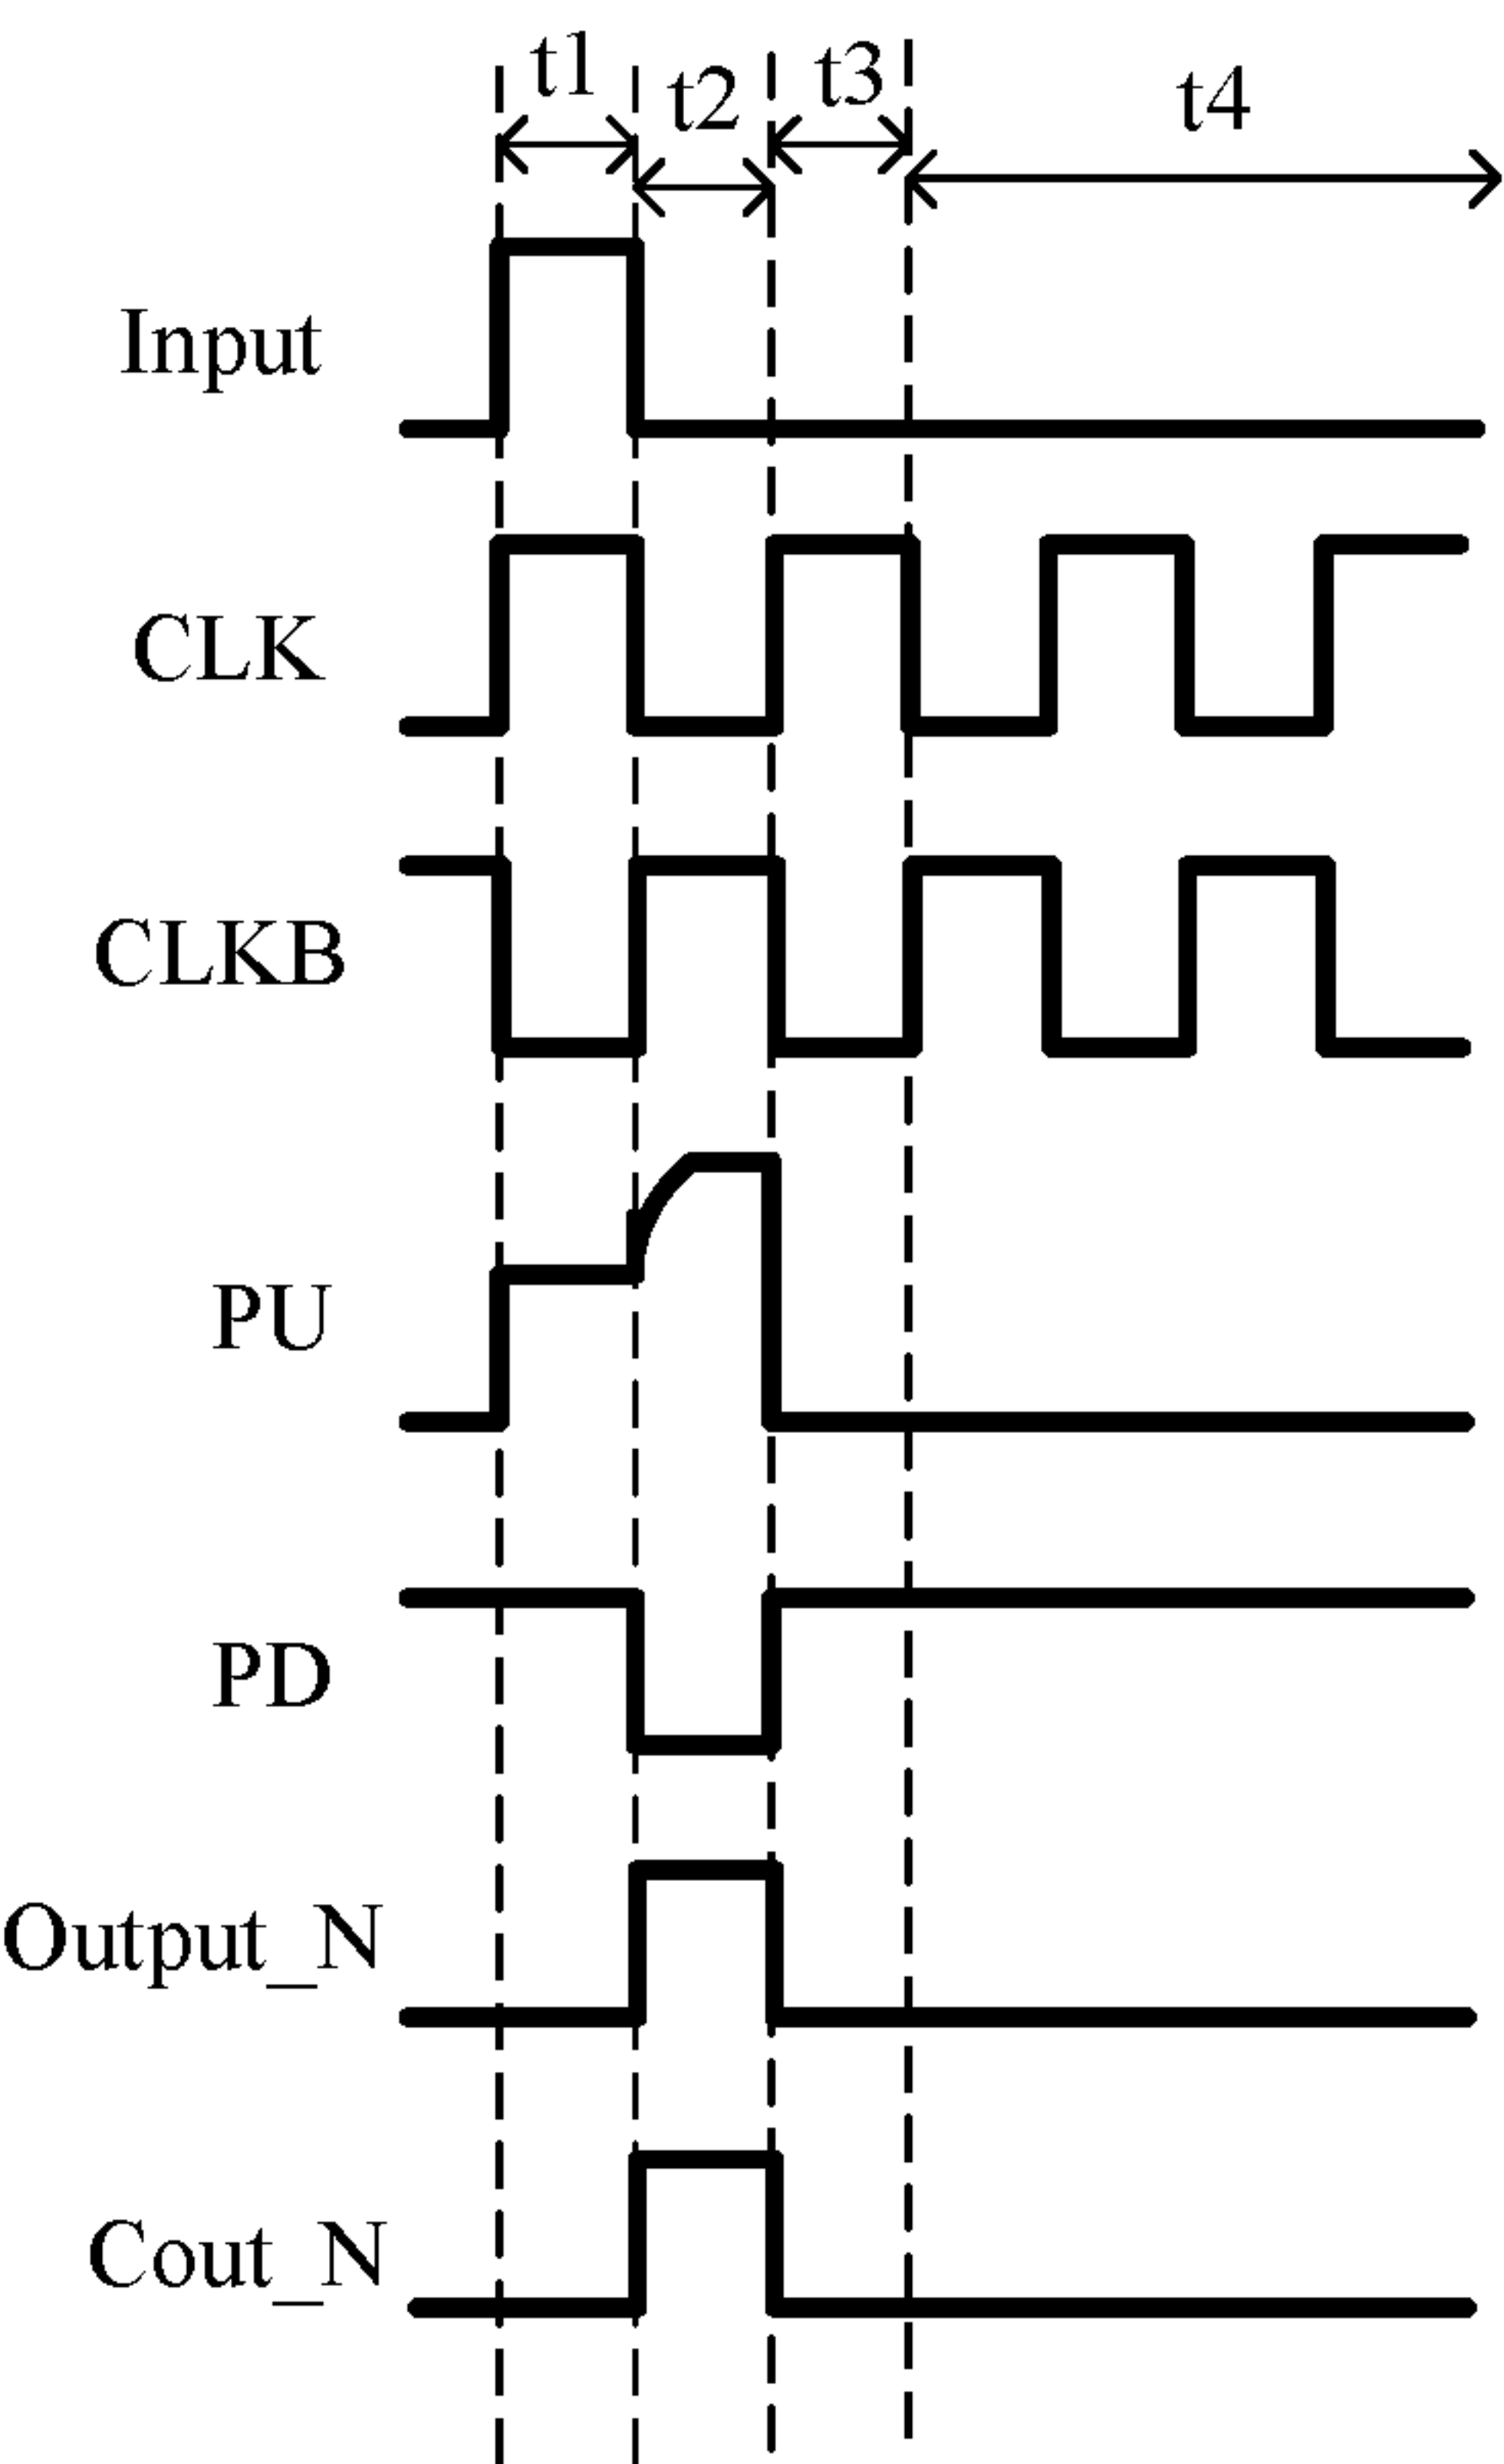 t1
t2
t3
t4
Input
CLK
CLKB
PU
PD
Output_N
Cout_N